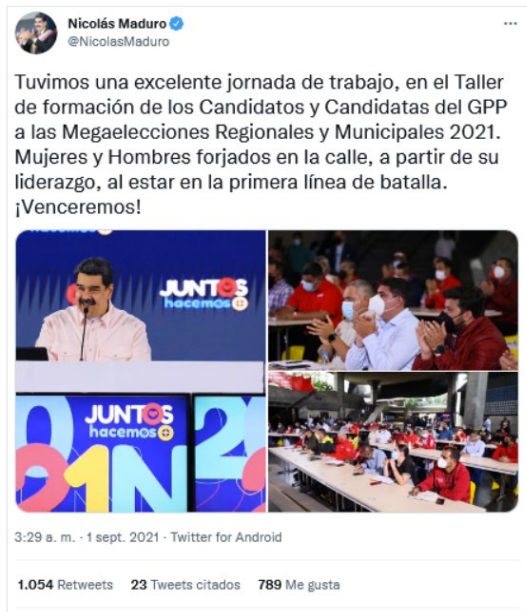 Nicolás Maduro
@NicolasMaduro
Tuvimos una excelente jornada de trabajo, en el Taller
de formación de los Candidatos y Candidatas del GPP
a las Megaelecciones Regionales y Municipales 2021.
Mujeres y Hombres forjados en la calle, a partir de su
liderazgo, al estar en la primera línea de batalla.
¡Venceremos!
JUNTOS
hacemos
JUNTOS
hacemos
21N
3:29 a. m. · 1 sept. 2021 · Twitter for Android
1.054 Retweets 23 Tweets citados 789 Me gusta